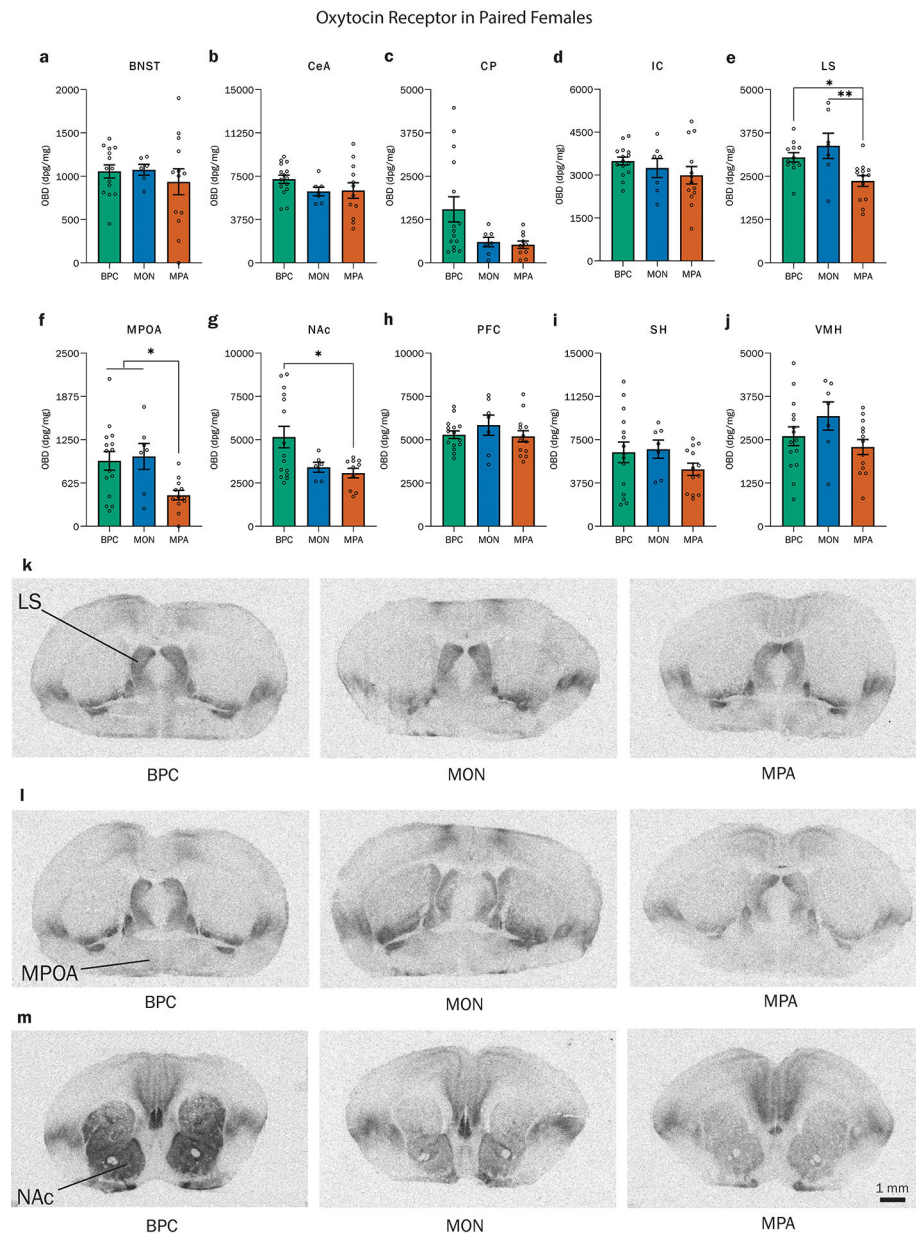 Oxytocin Receptor in Paired Females
a BNST
2000
1500
1000
500
0
OBD (dpg/mg)
BPC MON MPA
b CeA
15000
11250
7500
3750
0
OBD (dpg/mg)
BPC MON MPA
c CP
5000
3750
2500
1250
0
OBD (dpg/mg)
BPC MON MPA
d IC
6000
4500
3000
1500
0
OBD (dpg/mg)
BPC MON MPA
e LS
* 
**
5000
3750
2500
1250
0
OBD (dpg/mg)
BPC MON MPA
f MPOA
*
2500
1875
1250
625
0
OBD (dpg/mg)
BPC MON MPA
g NAc
*
10000
7500
5000
2500
0
OBD (dpg/mg)
BPC MON MPA
h PFC
10000
7500
5000
2500
0
OBD (dpg/mg)
BPC MON MPA
i SH
15000
11250
7500
3750
0
OBD (dpg/mg)
BPC MON MPA
j VMH
5000
3750
2500
1250
0
OBD (dpg/mg)
BPC MON MPA
k
LS
BPC MON MPA
l
MPOA
BPC MON MPA
m
NAc
1 mm
BPC MON MPA